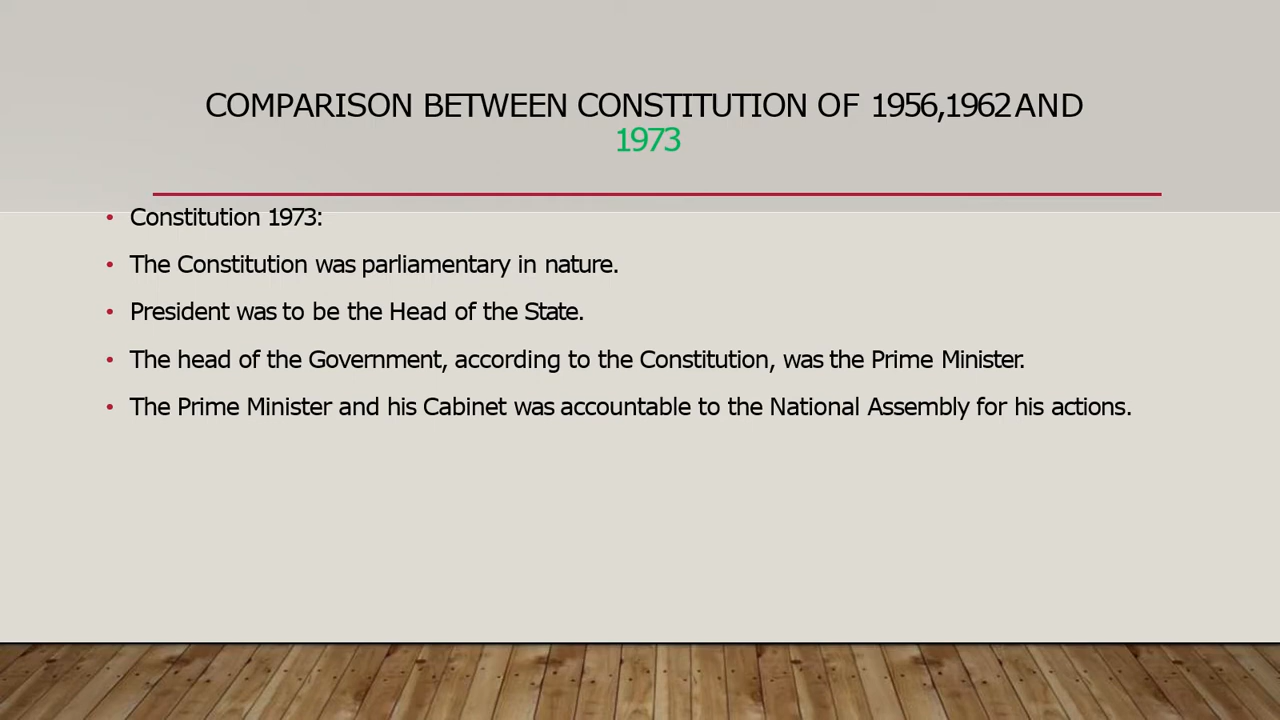 COMPARISON BETWEEN CONSTITUTION OF 1956,1962 AND
1973
• Constitution 1973:
• The Constitution was parliamentary in nature.
• President was to be the Head of the State.
• The head of the Government, according to the Constitution, was the Prime Minister.
• The Prime Minister and his Cabinet was accountable to the National Assembly for his actions.